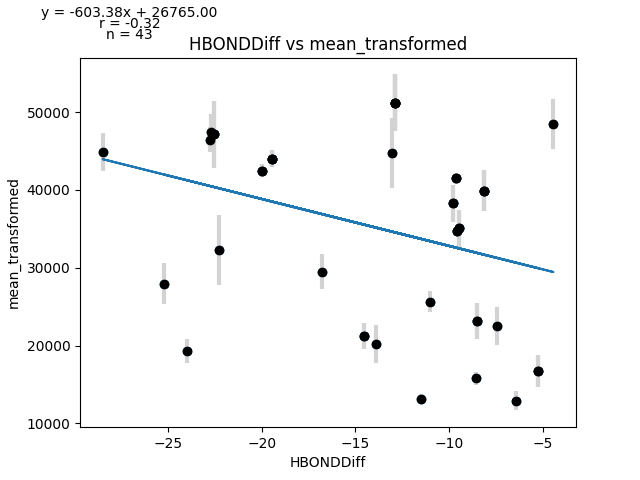 y = -603.38x + 26765.00
r = -0.32
n = 43
HBONDDiff vs mean_transformed
50000
40000
30000
20000
10000
mean_transformed
−25
−20
−15
−10
−5
HBONDDiff